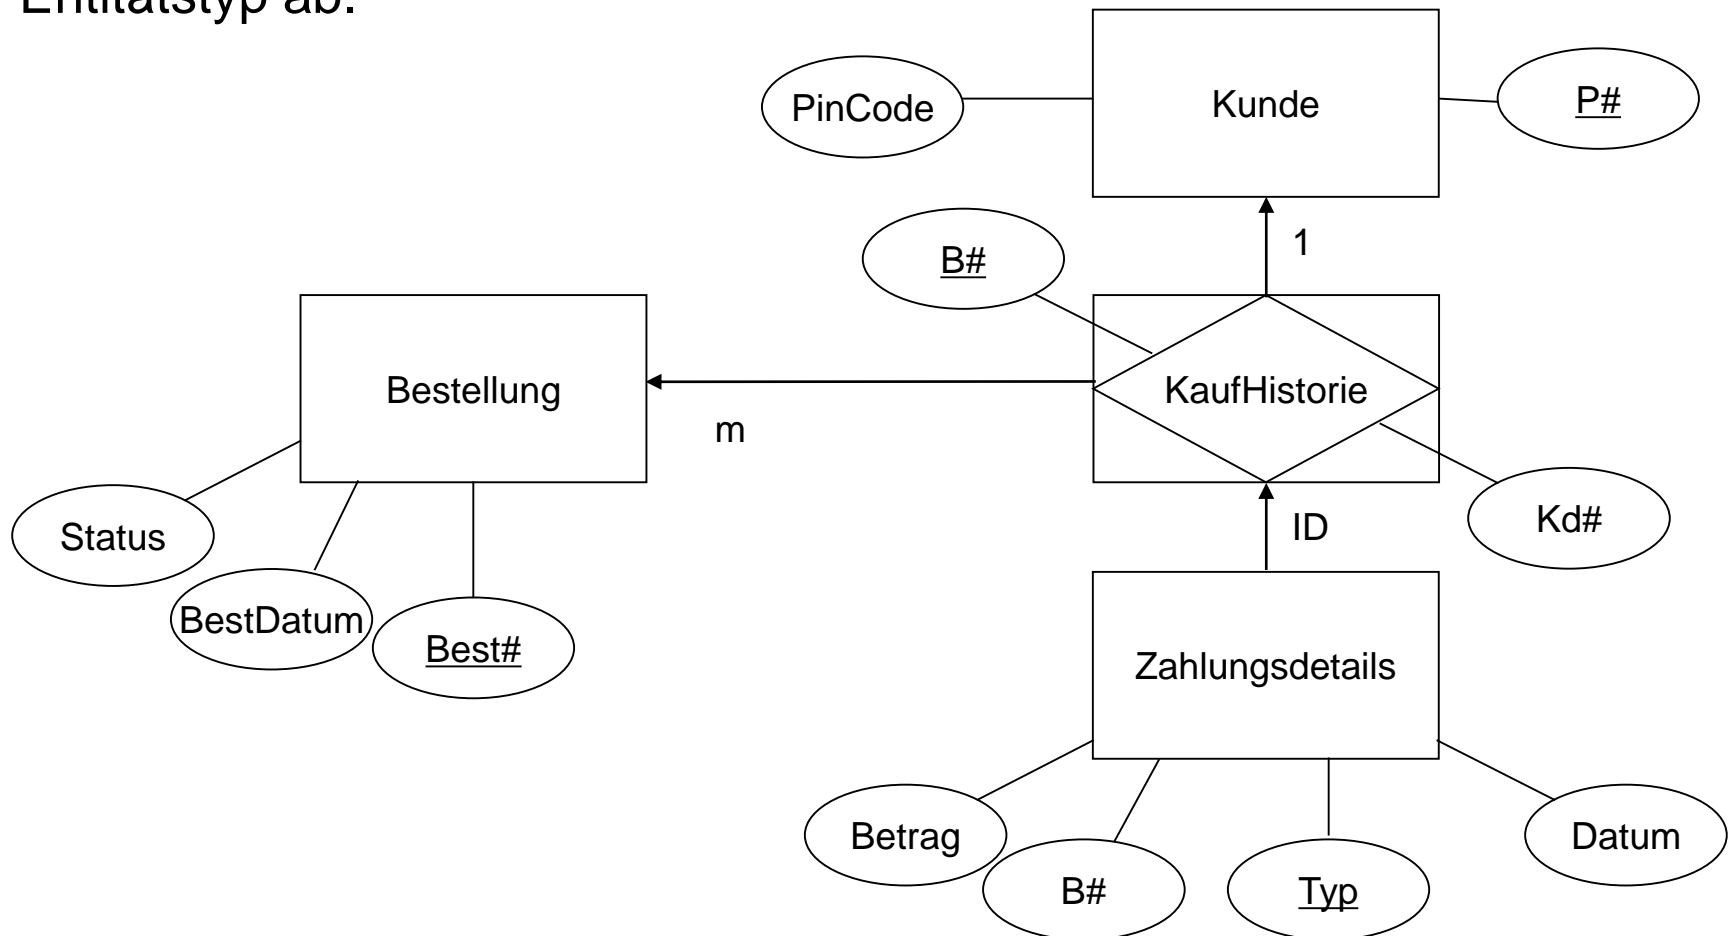 Entitätstyp ab.
PinCode
Kunde
P#
B#
1
Bestellung
KaufHistorie
m
Status
ID
Kd#
BestDatum
Best#
Zahlungsdetails
Betrag
Datum
B#
Typ